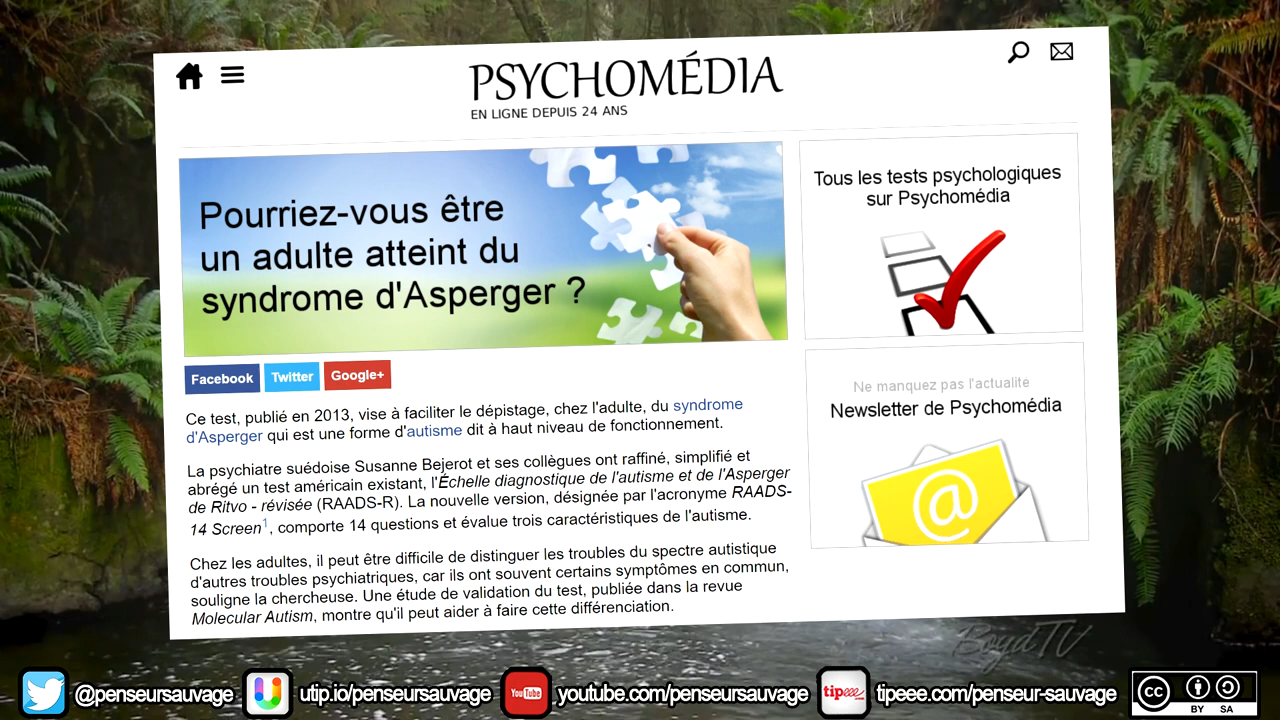 PSYCHOMÉDIA
EN LIGNE DEPUIS 24 ANS
Pourriez-vous être
un adulte atteint du
syndrome d'Asperger ?
Facebook
Twitter
Google+
Ce test, publié en 2013, vise à faciliter le dépistage, chez l'adulte, du syndrome
d'Asperger qui est une forme d'autisme dit à haut niveau de fonctionnement.
La psychiatre suédoise Susanne Bejerot et ses collègues ont raffiné, simplifié et
abrégé un test américain existant, l'Échelle diagnostique de l'autisme et de l'Asperger
de Ritvo - révisée (RAADS-R). La nouvelle version, désignée par l'acronyme RAADS-
14 Screen1, comporte 14 questions et évalue trois caractéristiques de l'autisme.
Chez les adultes, il peut être difficile de distinguer les troubles du spectre autistique
d'autres troubles psychiatriques, car ils ont souvent certains symptômes en commun,
souligne la chercheuse. Une étude de validation du test, publiée dans la revue
Molecular Autism, montre qu'il peut aider à faire cette différenciation.
Tous les tests psychologiques
sur Psychomédia
Ne manquez pas l'actualité
Newsletter de Psychomédia
@
BoydTV
@penseursauvage
utip.io/penseursauvage
YouTube
youtube.com/penseursauvage
tipeee
tipeee.com/penseur-sauvage
cc
BY SA